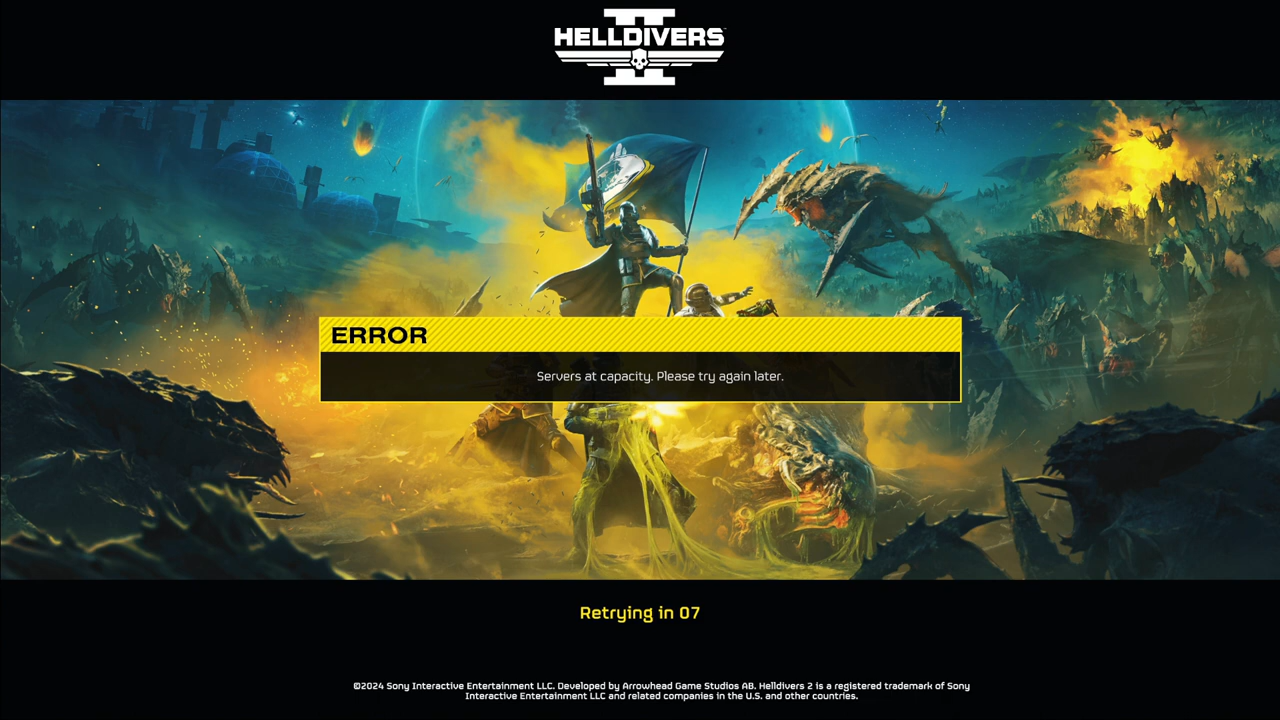 HELLDIVERS
II
ERROR
Servers at capacity. Please try again later.
Retrying in 07
©2024 Sony Interactive Entertainment LLC. Developed by Arrowhead Game Studios AB. Helldivers 2 is a registered trademark of Sony
Interactive Entertainment LLC and related companies in the U.S. and other countries.